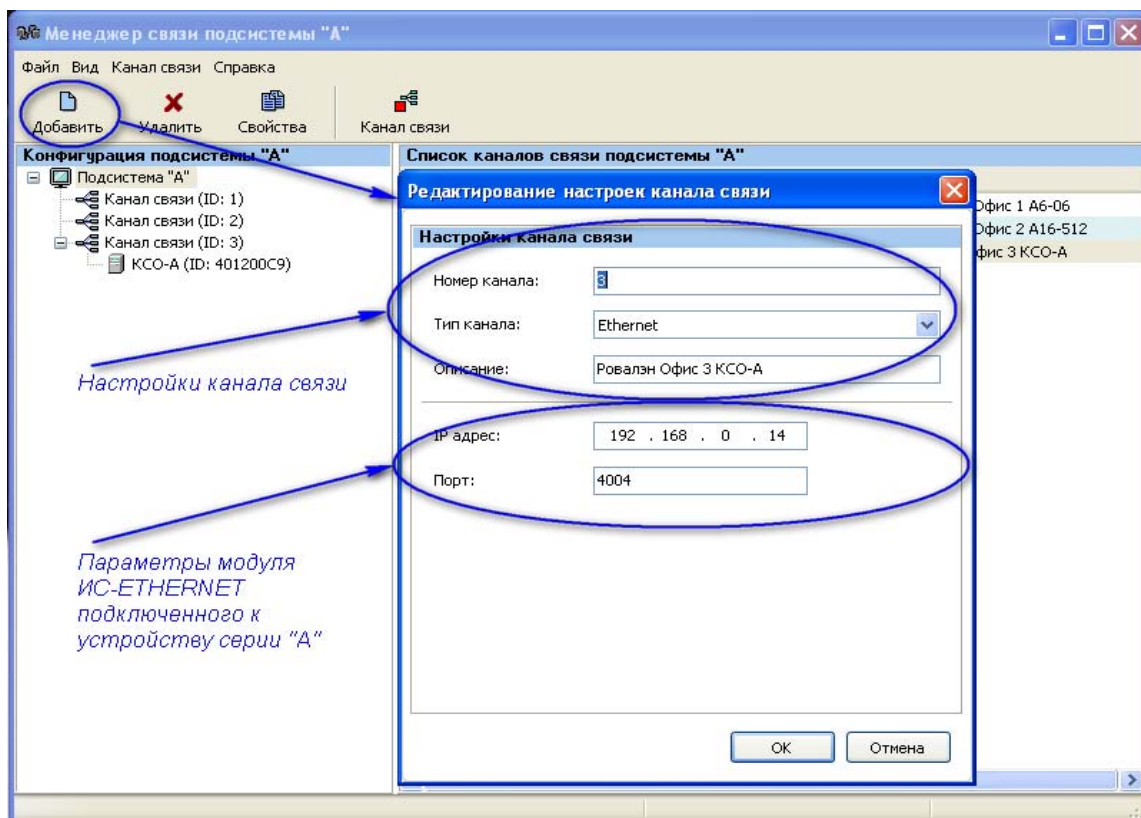 Менеджер связи подсистемы "А"
Файл Вид Канал связи Справка
Добавить Удалить Свойства Канал связи
Конфигурация подсистемы "А"
Список каналов связи подсистемы "А"
Подсистема "А"
Канал связи (ID: 1)
Канал связи (ID: 2)
Канал связи (ID: 3)
КСО-А (ID: 401200C9)
Офис 1 А6-06
Офис 2 А16-512
фис 3 КСО-А
Редактирование настроек канала связи
Настройки канала связи
Номер канала: 3
Тип канала: Ethernet
Описание: Ровалэн Офис 3 КСО-А
IP адрес: 192 . 168 . 0 . 14
Порт: 4004
OK Отмена
Настройки канала связи
Параметры модуля
ИС-ETHERNET
подключенного к
устройству серии "А"